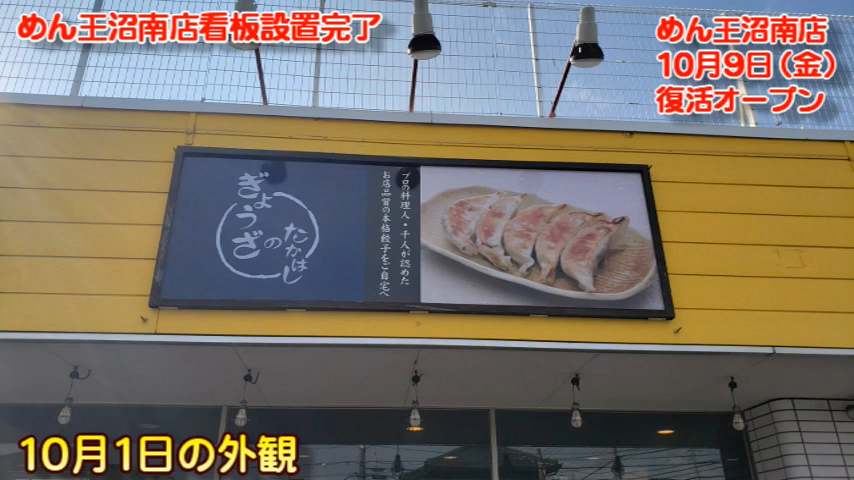 めん王沼南店看板設置完了
めん王沼南店
10月9日（金）
復活オープン
ぎょうざ
の
たかはし
プロの料理人・千人が認めた
お店品質の本格餃子をご自宅へ
10月1日の外観